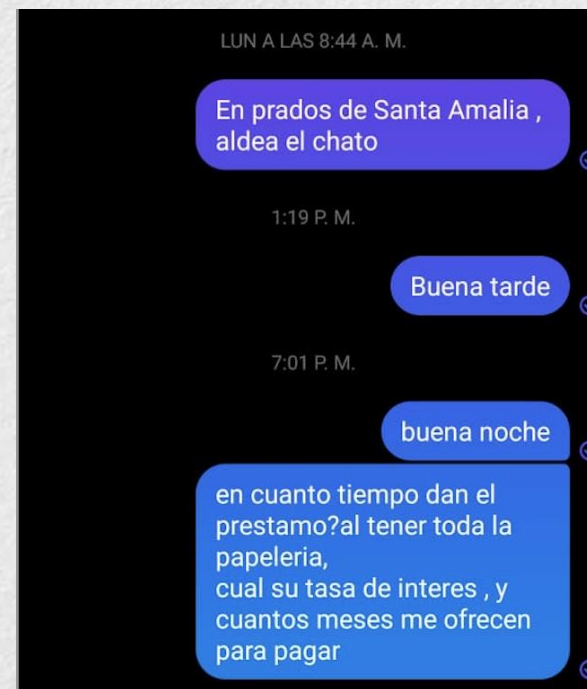 LUN A LAS 8:44 A. M.
En prados de Santa Amalia ,
aldea el chato
1:19 P. M.
Buena tarde
7:01 P. M.
buena noche
en cuanto tiempo dan el
prestamo?al tener toda la
papeleria,
cual su tasa de interes , y
cuantos meses me ofrecen
para pagar